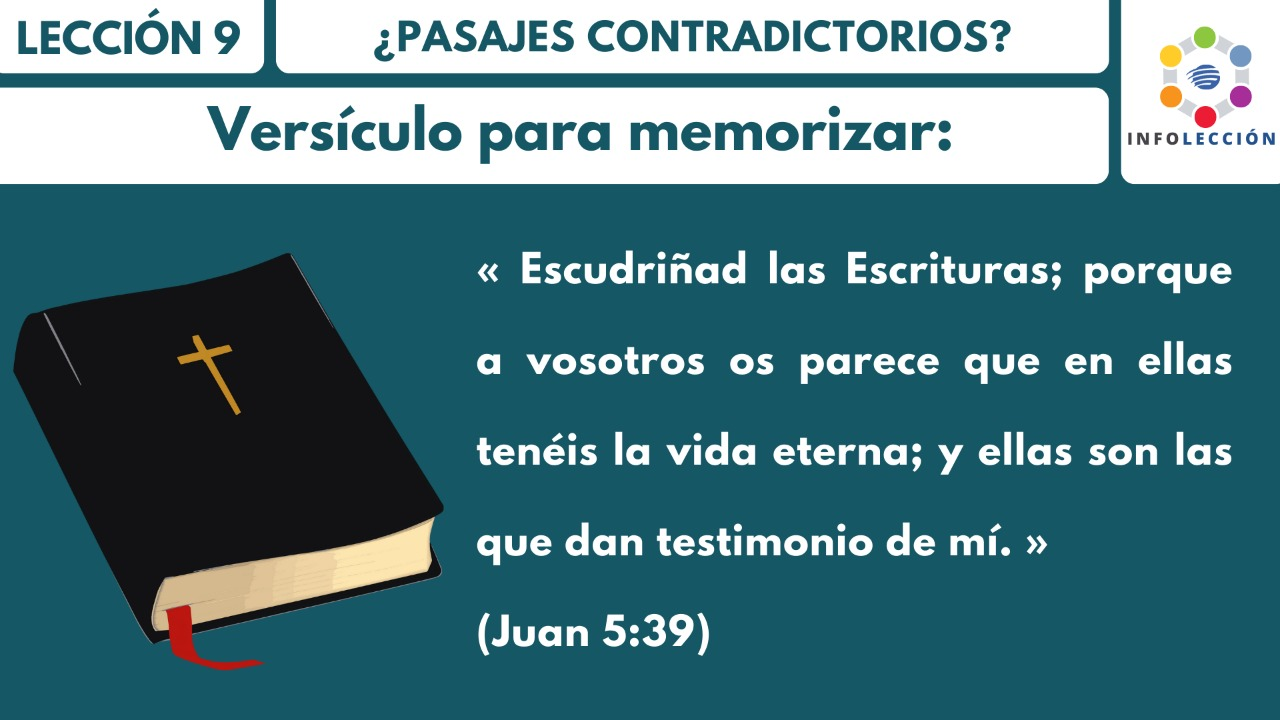 LECCIÓN 9
¿PASAJES CONTRADICTORIOS?
INFOLECCIÓN
Versículo para memorizar:
« Escudriñad las Escrituras; porque
a vosotros os parece que en ellas
tenéis la vida eterna; y ellas son las
que dan testimonio de mí. »
(Juan 5:39)